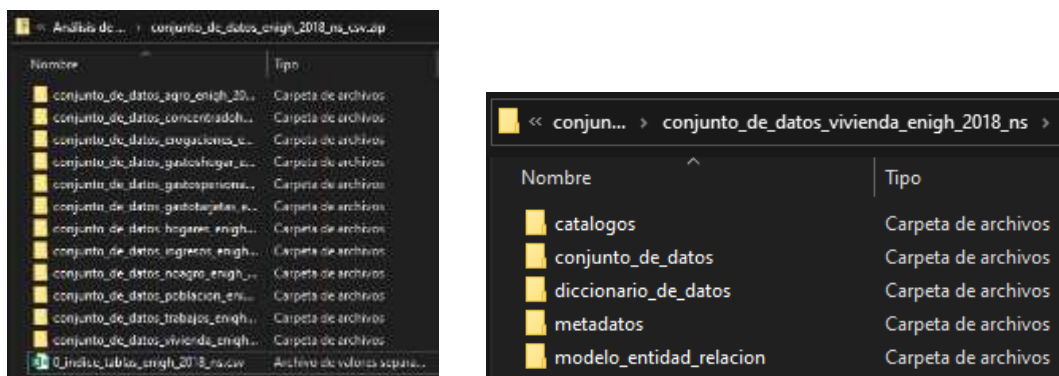 « Análisis de ... › conjunto_de_datos_enigh_2018_ns_csv.zip
Nombre Tipo
conjunto_de_datos_agro_enigh_20... Carpeta de archivos
conjunto_de_datos_concentradoh... Carpeta de archivos
conjunto_de_datos_erogaciones_e... Carpeta de archivos
conjunto_de_datos_gastoshogar_e... Carpeta de archivos
conjunto_de_datos_gastospersona... Carpeta de archivos
conjunto_de_datos_gastotarjetas_e... Carpeta de archivos
conjunto_de_datos_hogares_enigh... Carpeta de archivos
conjunto_de_datos_ingresos_enigh... Carpeta de archivos
conjunto_de_datos_noagro_enigh_... Carpeta de archivos
conjunto_de_datos_poblacion_eni... Carpeta de archivos
conjunto_de_datos_trabajos_enigh... Carpeta de archivos
conjunto_de_datos_vivienda_enigh... Carpeta de archivos
0_indice_tablas_enigh_2018_ns.csv Archivo de valores separa...
« conjun... › conjunto_de_datos_vivienda_enigh_2018_ns ›
Nombre Tipo
catalogos Carpeta de archivos
conjunto_de_datos Carpeta de archivos
diccionario_de_datos Carpeta de archivos
metadatos Carpeta de archivos
modelo_entidad_relacion Carpeta de archivos